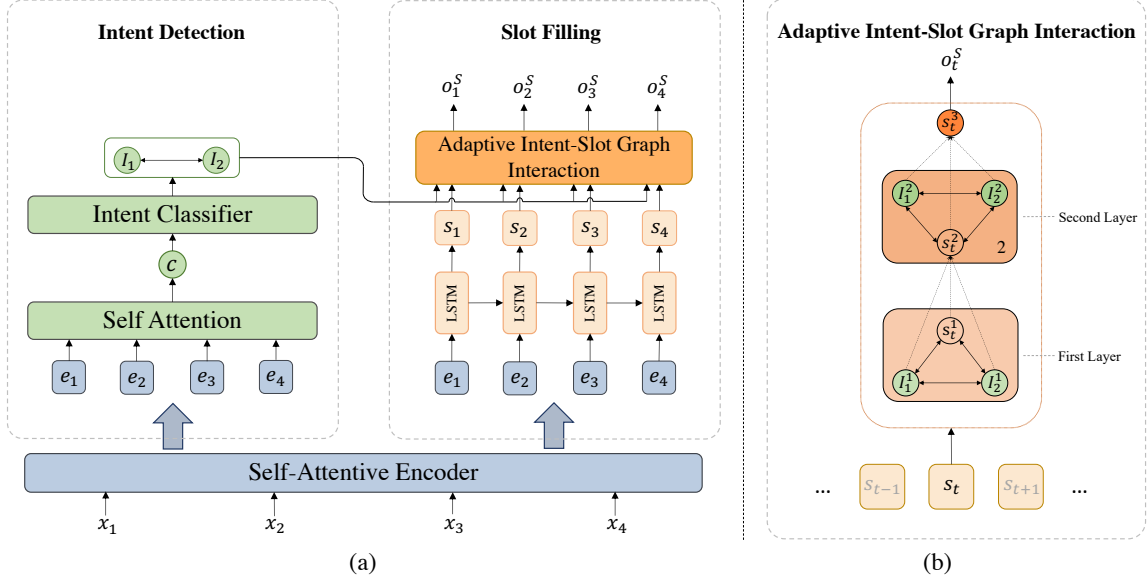 Intent Detection
Slot Filling
o_1^S o_2^S o_3^S o_4^S
Adaptive Intent-Slot Graph
Interaction
I_1 I_2
Intent Classifier
s_1 s_2 s_3 s_4
c
LSTM LSTM LSTM LSTM
Self Attention
e_1 e_2 e_3 e_4
e_1 e_2 e_3 e_4
Self-Attentive Encoder
x_1 x_2 x_3 x_4
(a)
Adaptive Intent-Slot Graph Interaction
o_t^S
s_t^3
I_1^2 I_2^2
Second Layer
s_t^2
2
s_t^1
First Layer
I_1^1 I_2^1
... s_{t-1} s_t s_{t+1} ...
(b)